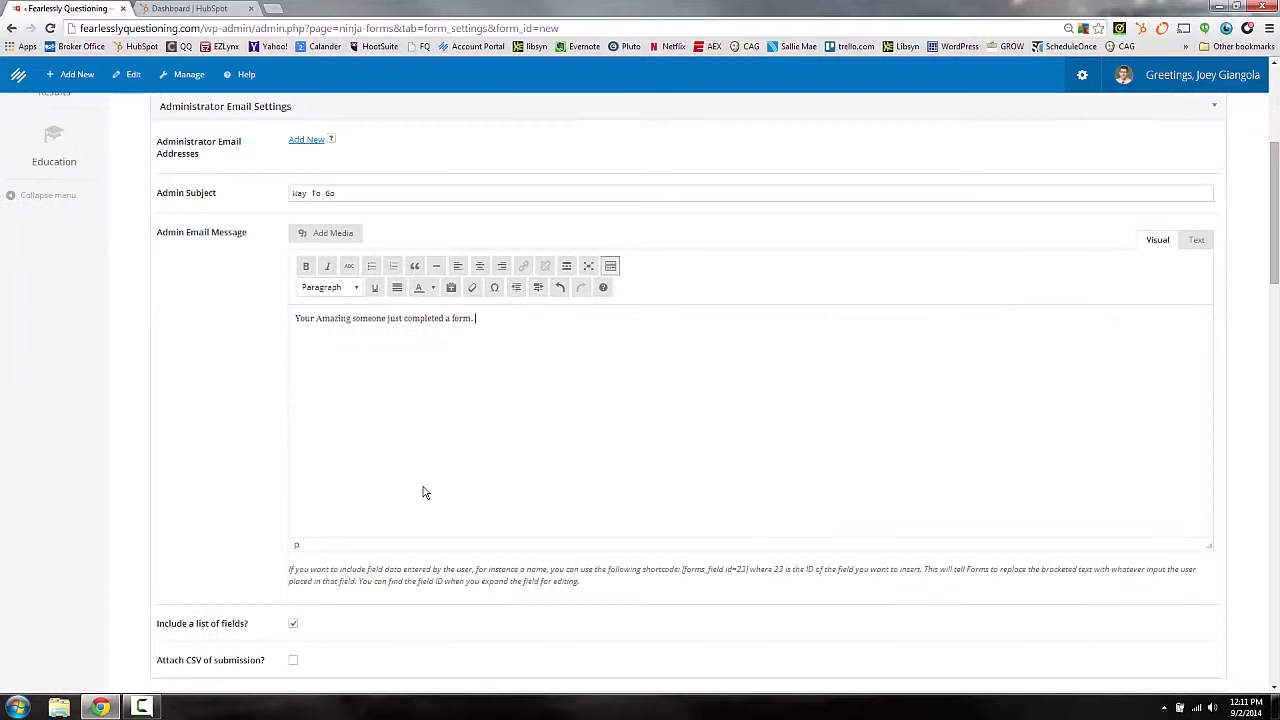 Fearlessly Questioning —
Dashboard | HubSpot
fearlesslyquestioning.com/wp-admin/admin.php?page=ninja-forms&tab=form_settings&form_id=new
Apps Broker Office HubSpot QQ EZLynx Yahoo! Calander HootSuite FQ Account Portal libsyn Evernote Pluto Netflix AEX CAG Sallie Mae trello.com Libsyn WordPress GROW ScheduleOnce CAG » Other bookmarks
Add New Edit Manage Help Greetings, Joey Giangola
Results
Education
Collapse menu
Administrator Email Settings
Administrator Email Addresses
Add New ?
Admin Subject
Way To Go
Admin Email Message
Add Media
Visual Text
B I ABC
Paragraph U A Ω ?
Your Amazing someone just completed a form.
p
If you want to include field data entered by the user, for instance a name, you can use the following shortcode: [forms_field id=23] where 23 is the ID of the field you want to insert. This will tell Forms to replace the bracketed text with whatever input the user
placed in that field. You can find the field ID when you expand the field for editing.
Include a list of fields?
Attach CSV of submission?
12:11 PM
9/2/2014